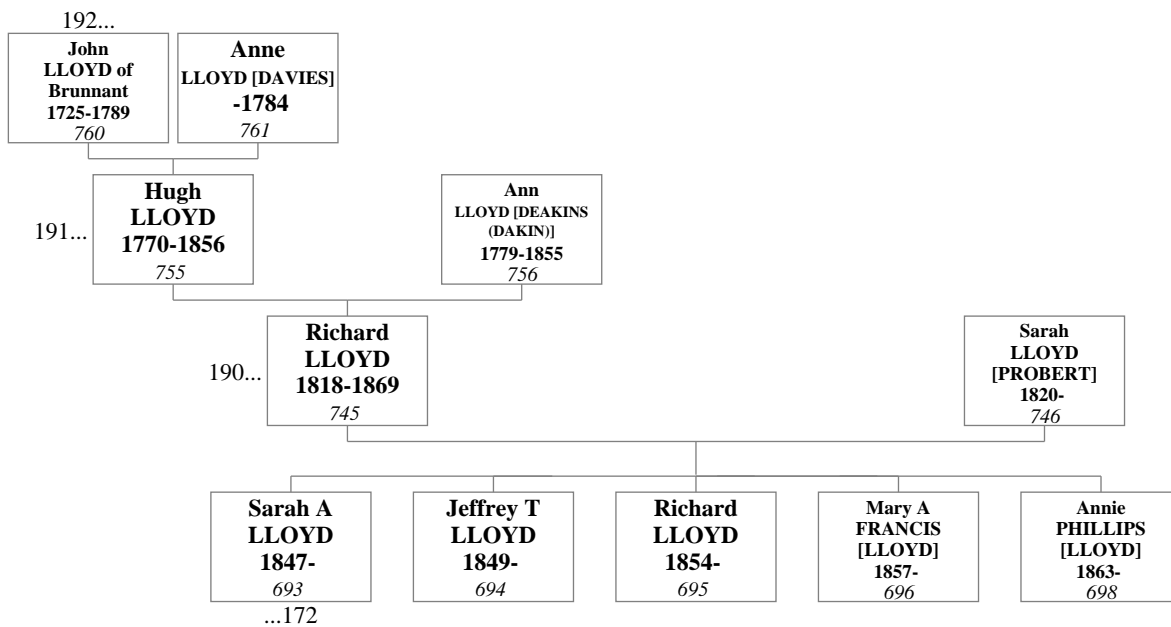 192...
John
LLOYD of
Brunnant
1725-1789
760
Anne
LLOYD [DAVIES]
-1784
761
191...
Hugh
LLOYD
1770-1856
755
Ann
LLOYD [DEAKINS
(DAKIN)]
1779-1855
756
190...
Richard
LLOYD
1818-1869
745
Sarah
LLOYD
[PROBERT]
1820-
746
Sarah A
LLOYD
1847-
693
...172
Jeffrey T
LLOYD
1849-
694
Richard
LLOYD
1854-
695
Mary A
FRANCIS
[LLOYD]
1857-
696
Annie
PHILLIPS
[LLOYD]
1863-
698